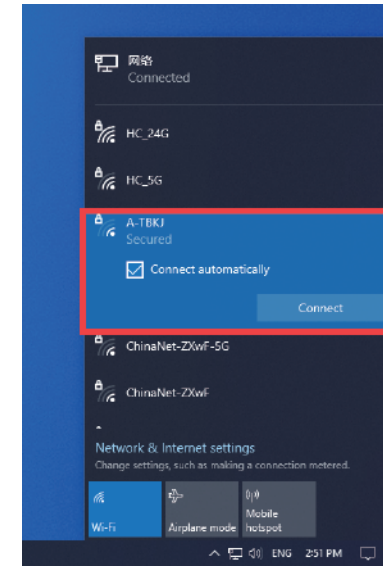 网络
Connected
HC_24G
HC_5G
A-TBKJ
Secured
Connect automatically
Connect
ChinaNet-ZXwF-5G
ChinaNet-ZXwF
Network & Internet settings
Change settings, such as making a connection metered.
Wi-Fi
Airplane mode
Mobile
hotspot
ENG 2:51 PM